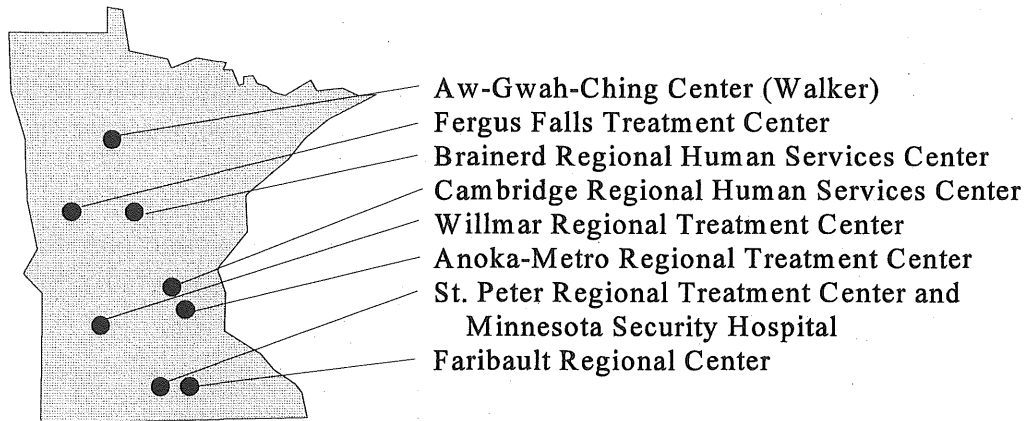 Aw-Gwah-Ching Center (Walker)
Fergus Falls Treatment Center
Brainerd Regional Human Services Center
Cambridge Regional Human Services Center
Willmar Regional Treatment Center
Anoka-Metro Regional Treatment Center
St. Peter Regional Treatment Center and
Minnesota Security Hospital
Faribault Regional Center